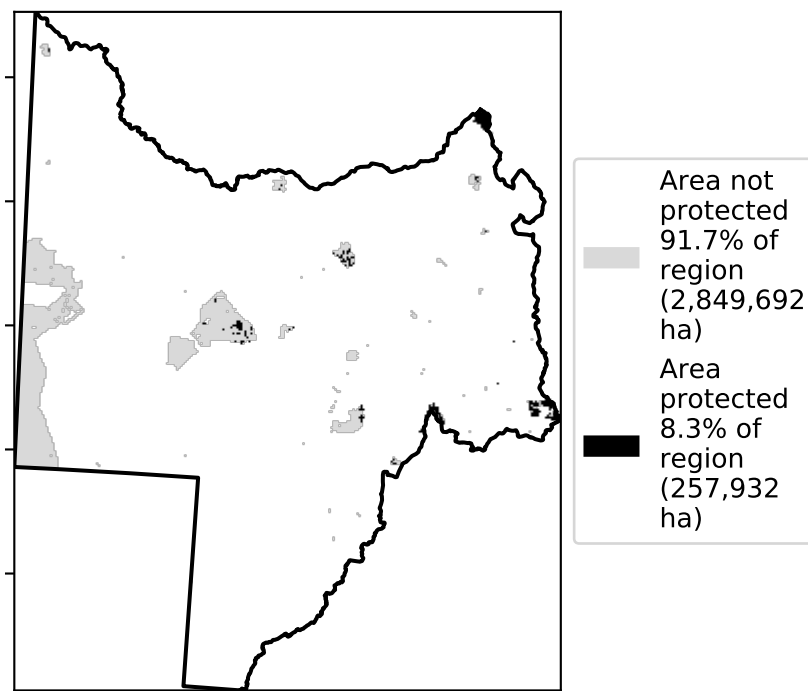 Area not
protected
91.7% of
region
(2,849,692
ha)
Area
protected
8.3% of
region
(257,932
ha)